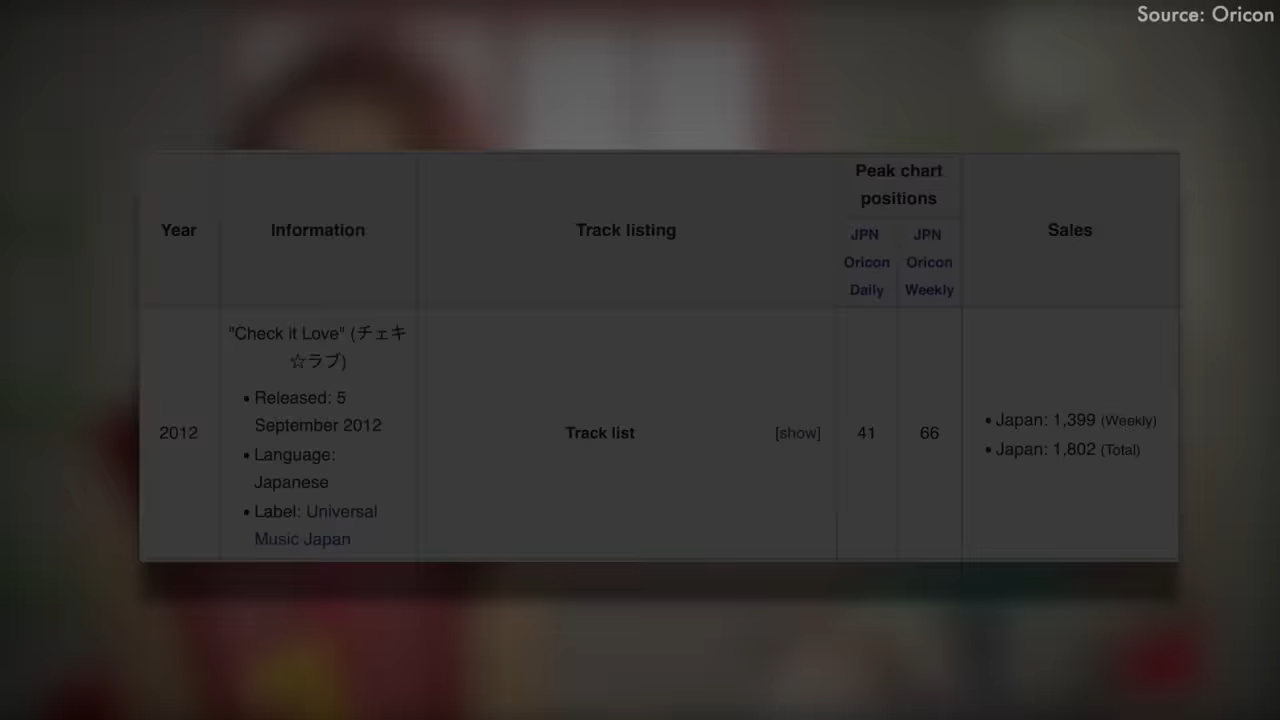 Source: Oricon
Peak chart
positions
Year
Information
Track listing
Sales
JPN
Oricon
Daily
JPN
Oricon
Weekly
"Check it Love" (チェキ
☆ラブ)
• Released: 5
September 2012
• Language:
Japanese
• Label: Universal
Music Japan
2012
Track list
[show]
41
66
• Japan: 1,399 (Weekly)
• Japan: 1,802 (Total)